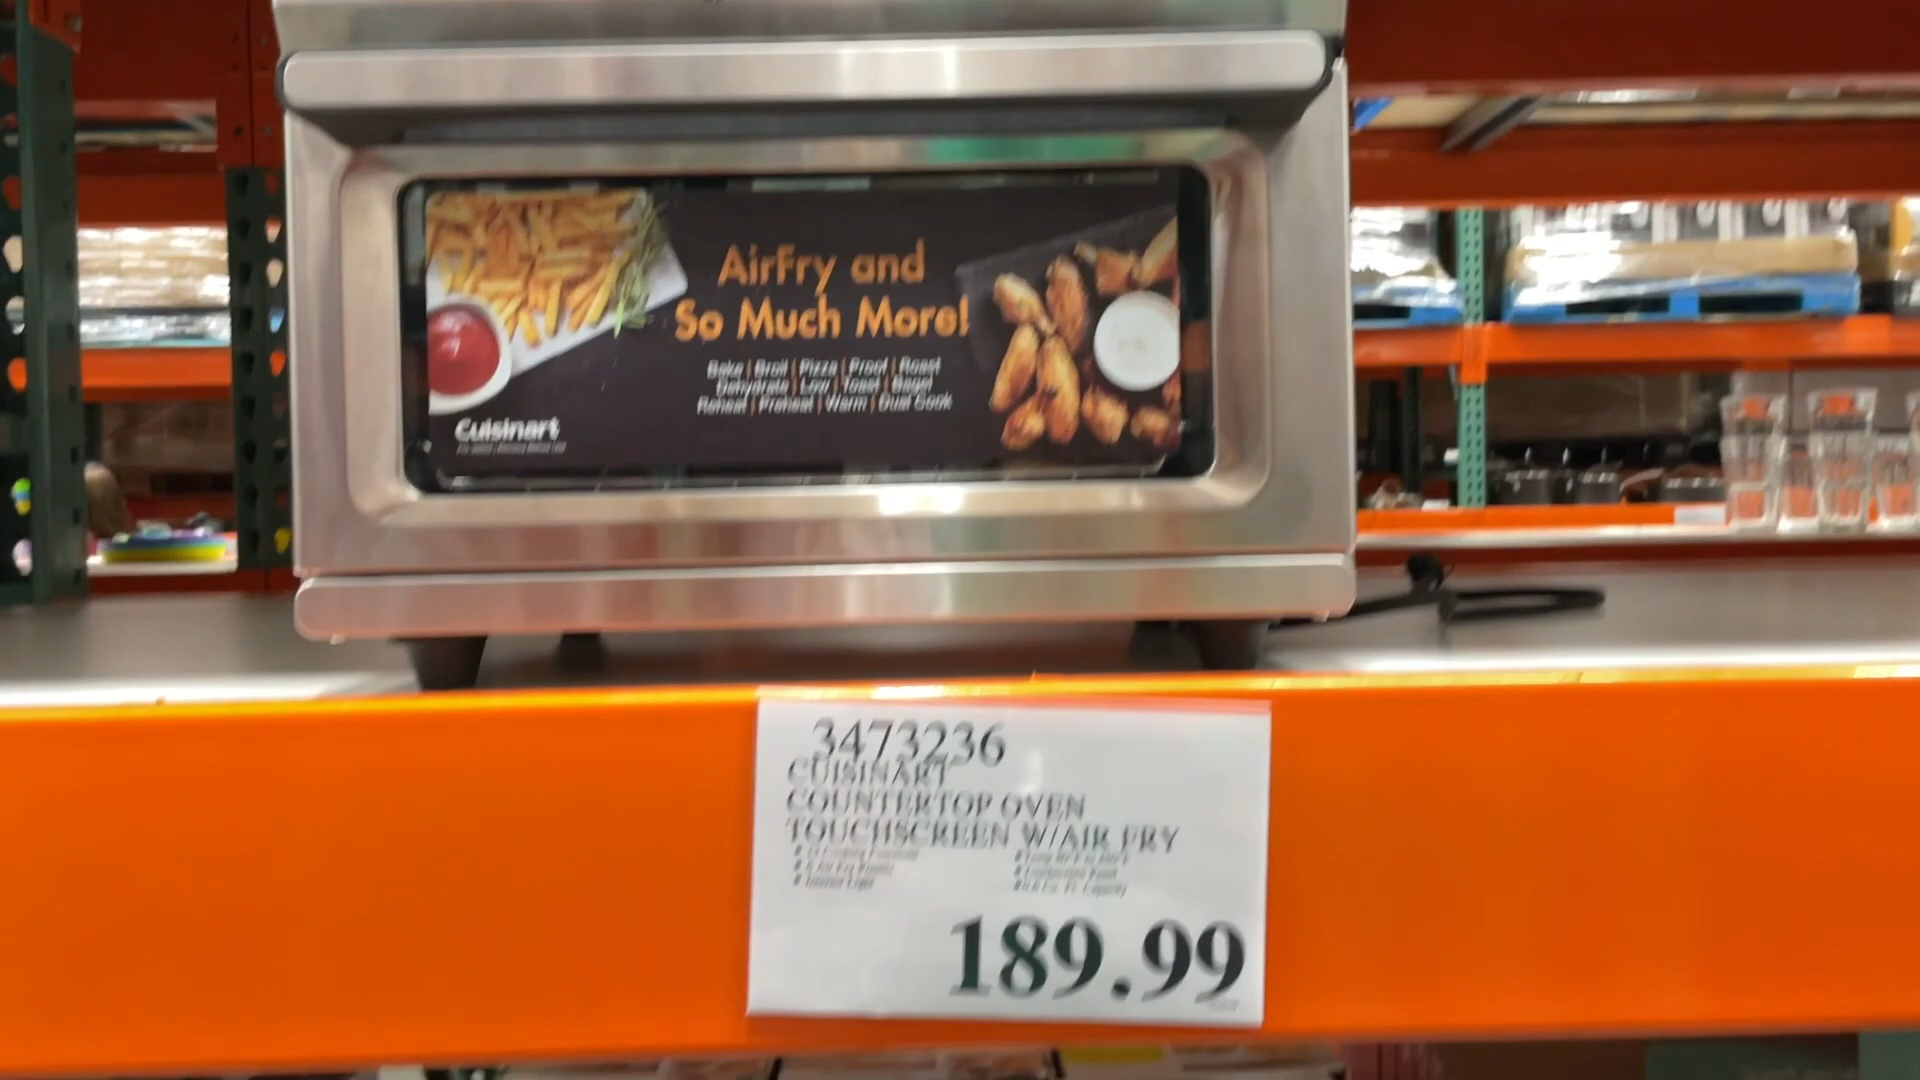 AirFry and
So Much More!
Bake | Broil | Pizza | Proof | Roast
Dehydrate | Low | Toast | Bagel
Reheat | Preheat | Warm | Dual Cook
Cuisinart
3473236
CUISINART
COUNTERTOP OVEN
TOUCHSCREEN W/AIR FRY
189.99